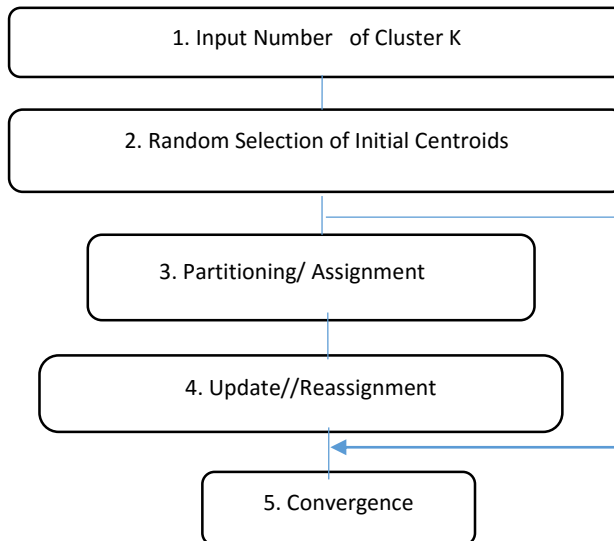 1. Input Number of Cluster K
2. Random Selection of Initial Centroids
3. Partitioning/ Assignment
4. Update//Reassignment
5. Convergence